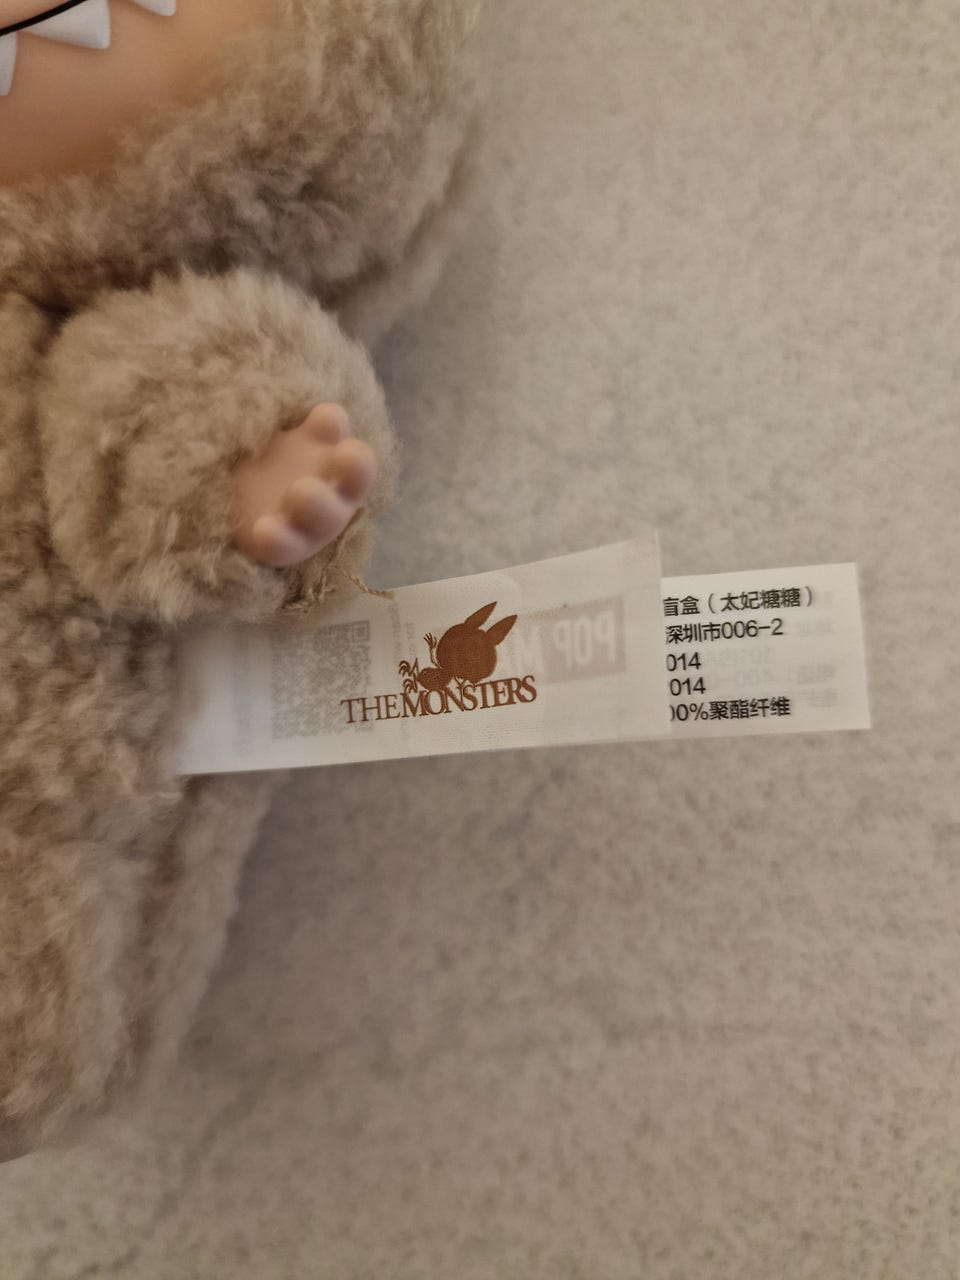 THE MONSTERS
POP M
盲盒（太妃糖糖）
深圳市006-2
014
014
00%聚酯纤维